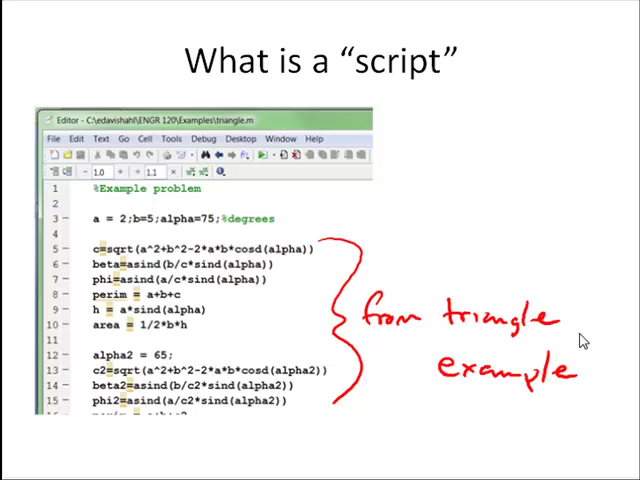 What is a “script”
Editor - C:\edavishahl\ENGR 120\Examples\triangle.m
File Edit Text Go Cell Tools Debug Desktop Window Help
- 1.0 + ÷ 1.1 ×
1 %Example problem
2
3 - a = 2;b=5;alpha=75;%degrees
4
5 - c=sqrt(a^2+b^2-2*a*b*cosd(alpha))
6 - beta=asind(b/c*sind(alpha))
7 - phi=asind(a/c*sind(alpha))
8 - perim = a+b+c
9 - h = a*sind(alpha)
10 - area = 1/2*b*h
11
12 - alpha2 = 65;
13 - c2=sqrt(a^2+b^2-2*a*b*cosd(alpha2))
14 - beta2=asind(b/c2*sind(alpha2))
15 - phi2=asind(a/c2*sind(alpha2))
from triangle
example